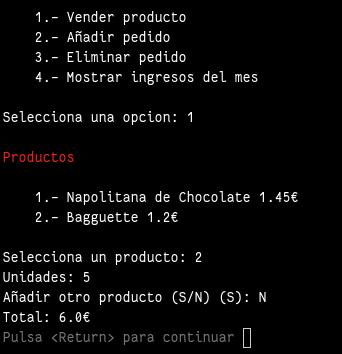 1.- Vender producto
2.- Añadir pedido
3.- Eliminar pedido
4.- Mostrar ingresos del mes
Selecciona una opcion: 1
Productos
1.- Napolitana de Chocolate 1.45€
2.- Bagguette 1.2€
Selecciona un producto: 2
Unidades: 5
Añadir otro producto (S/N) (S): N
Total: 6.0€
Pulsa <Return> para continuar